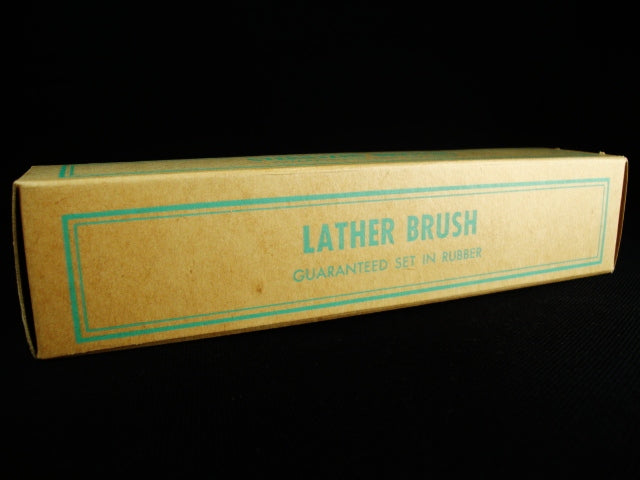 LATHER BRUSH
GUARANTEED SET IN RUBBER